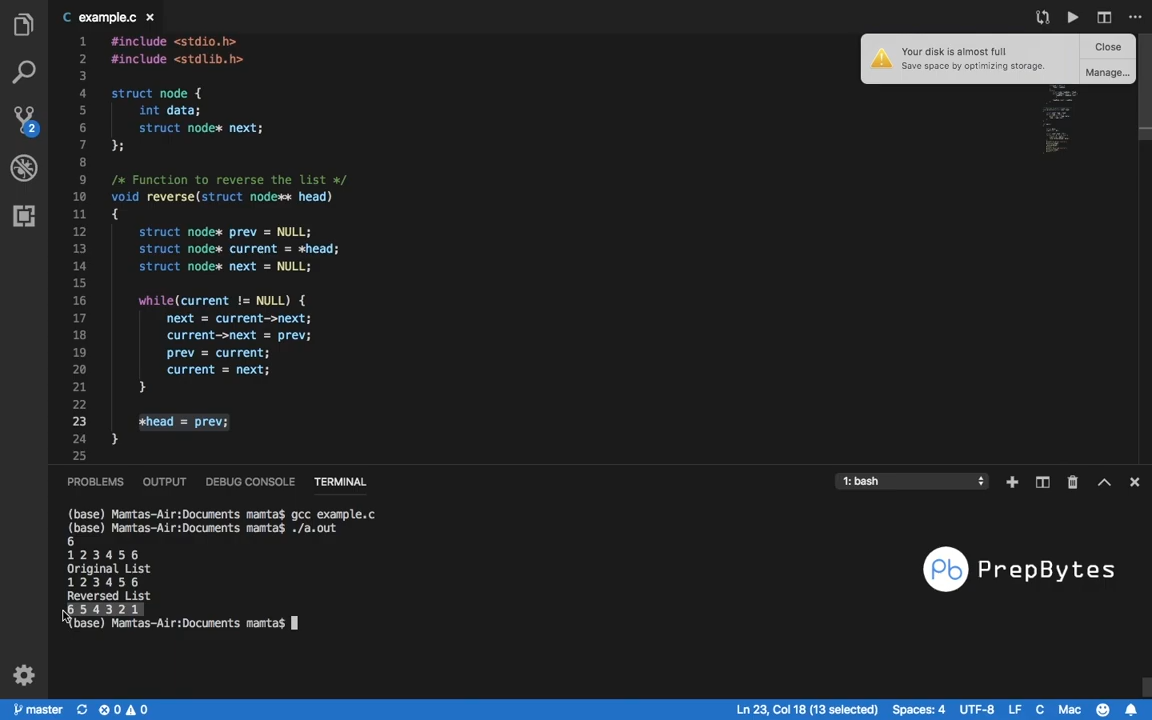 example.c
Your disk is almost full
Save space by optimizing storage.
Close
Manage...
2
1 #include <stdio.h>
2 #include <stdlib.h>
3
4 struct node {
5 int data;
6 struct node* next;
7 };
8
9 /* Function to reverse the list */
10 void reverse(struct node** head)
11 {
12 struct node* prev = NULL;
13 struct node* current = *head;
14 struct node* next = NULL;
15
16 while(current != NULL) {
17 next = current->next;
18 current->next = prev;
19 prev = current;
20 current = next;
21 }
22
23 *head = prev;
24 }
25
PROBLEMS OUTPUT DEBUG CONSOLE TERMINAL 1: bash
(base) Mamtas-Air:Documents mamta$ gcc example.c
(base) Mamtas-Air:Documents mamta$ ./a.out
6
1 2 3 4 5 6
Original List
1 2 3 4 5 6
Reversed List
6 5 4 3 2 1
(base) Mamtas-Air:Documents mamta$
Pb PrepBytes
master 0 0 Ln 23, Col 18 (13 selected) Spaces: 4 UTF-8 LF C Mac